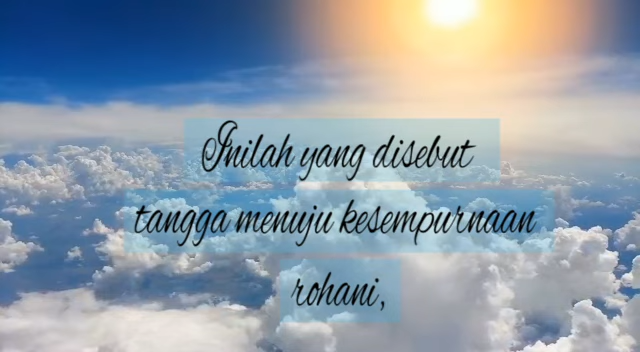 Inilah yang disebut
tangga menuju kesempurnaan
rohani,